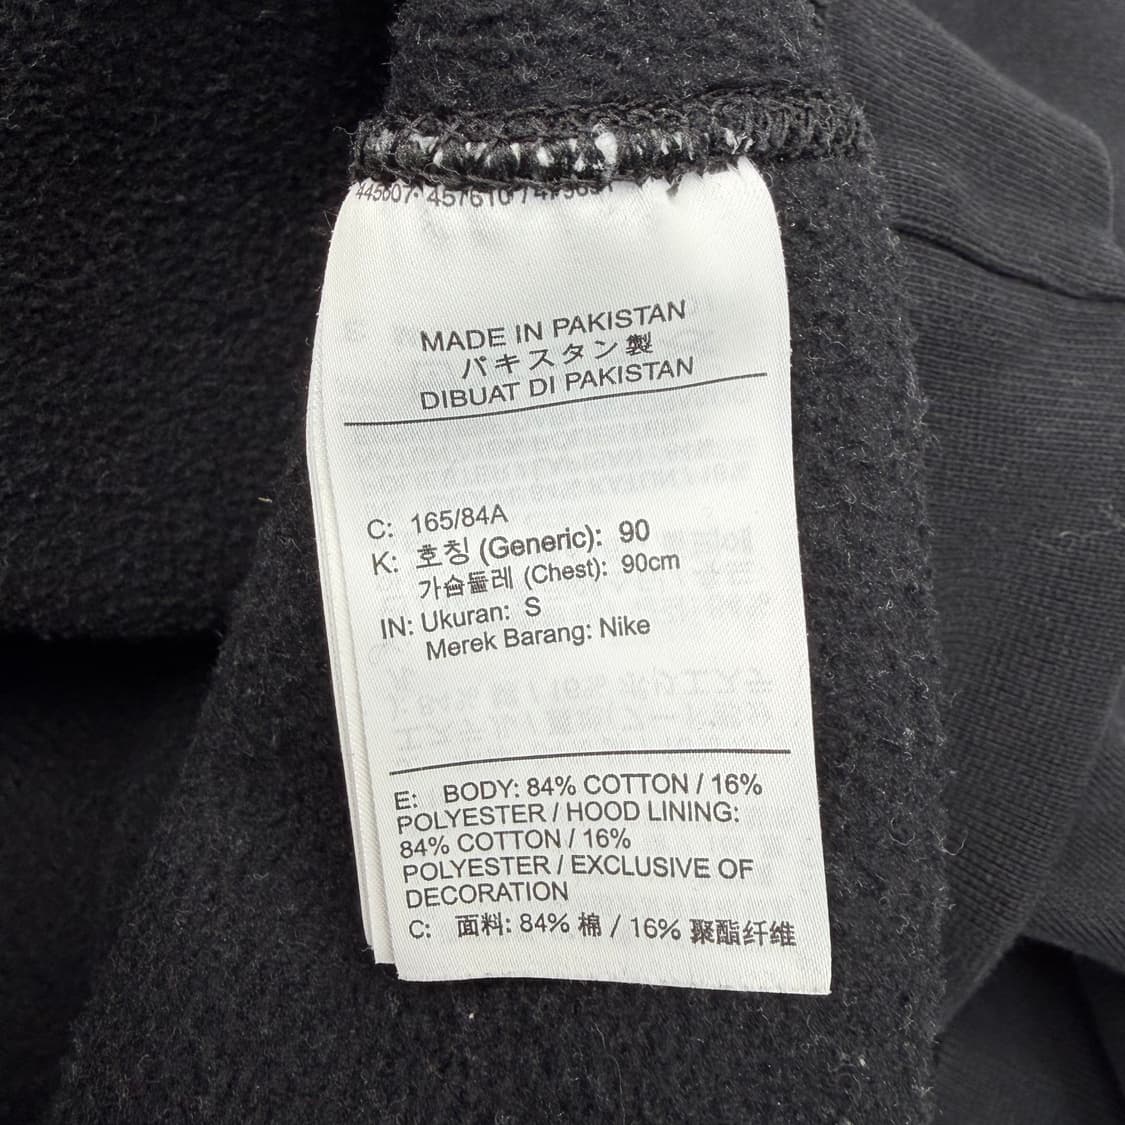 MADE IN PAKISTAN
パキスタン製
DIBUAT DI PAKISTAN
C: 165/84A
K: 호칭 (Generic): 90
가슴둘레 (Chest): 90cm
IN: Ukuran: S
Merek Barang: Nike
E: BODY: 84% COTTON / 16%
POLYESTER / HOOD LINING:
84% COTTON / 16%
POLYESTER / EXCLUSIVE OF
DECORATION
C: 面料: 84% 棉 / 16% 聚酯纤维